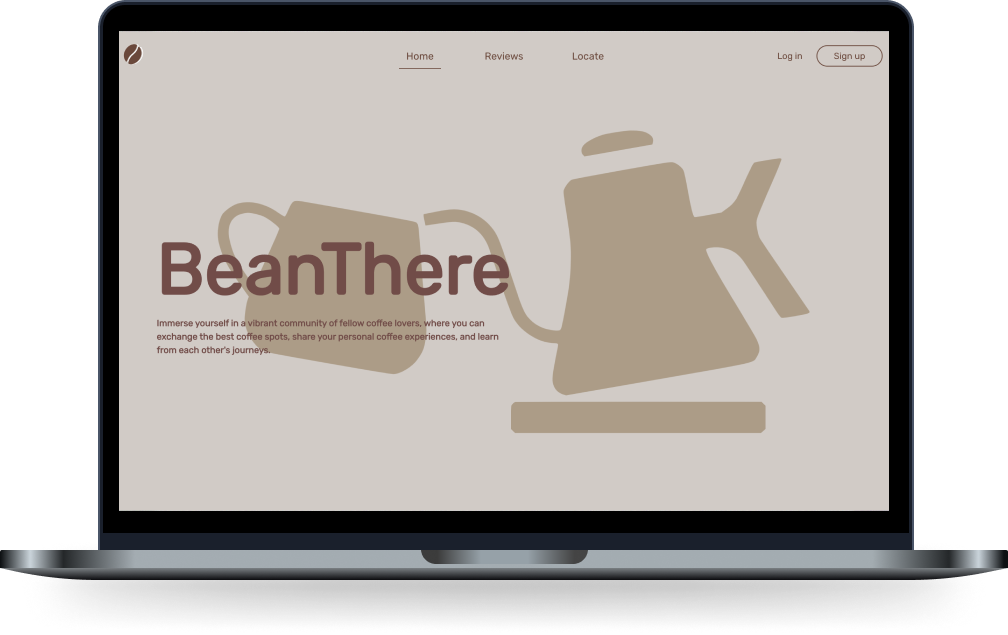 Home
Reviews
Locate
Log in
Sign up
BeanThere
Immerse yourself in a vibrant community of fellow coffee lovers, where you can
exchange the best coffee spots, share your personal coffee experiences, and learn
from each other's journeys.